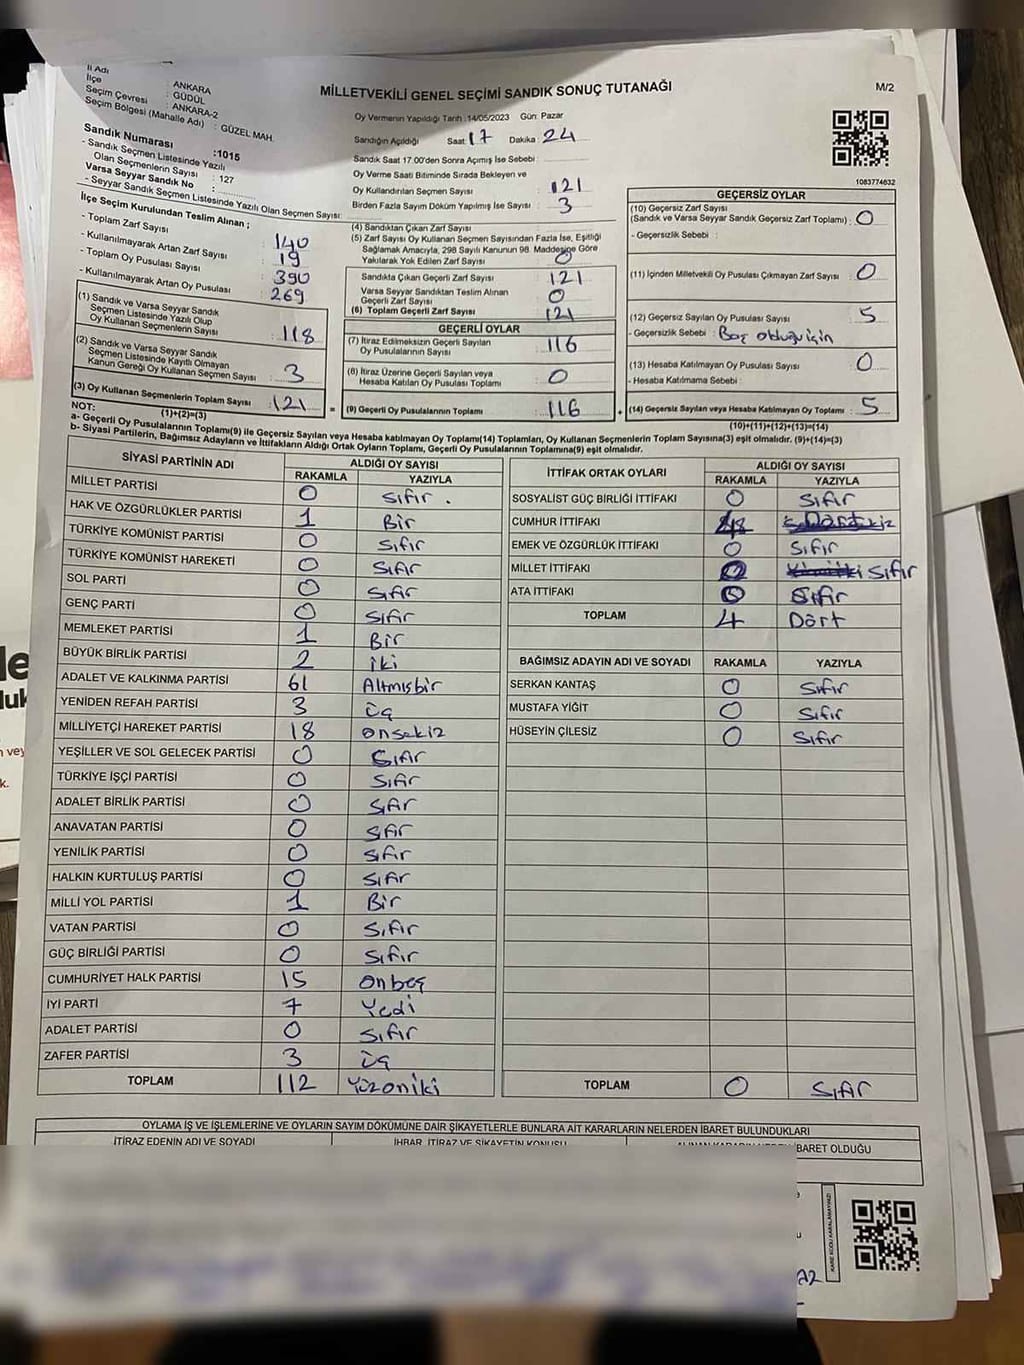 MİLLETVEKİLİ GENEL SEÇİMİ SANDIK SONUÇ TUTANAĞI
M/2
İl Adı : ANKARA
İlçe : GÜDÜL
Seçim Çevresi : ANKARA-2
Seçim Bölgesi (Mahalle Adı) : GÜZEL MAH.
Sandık Numarası :1015
- Sandık Seçmen Listesinde Yazılı
Olan Seçmenlerin Sayısı : 127
Varsa Seyyar Sandık No :
- Seyyar Sandık Seçmen Listesinde Yazılı Olan Seçmen Sayısı:
İlçe Seçim Kurulundan Teslim Alınan ;
- Toplam Zarf Sayısı : 140
- Kullanılmayarak Artan Zarf Sayısı : 19
- Toplam Oy Pusulası Sayısı : 390
- Kullanılmayarak Artan Oy Pusulası : 269
(1) Sandık ve Varsa Seyyar Sandık
Seçmen Listesinde Yazılı Olup
Oy Kullanan Seçmenlerin Sayısı : 118
(2) Sandık ve Varsa Seyyar Sandık
Seçmen Listesinde Kayıtlı Olmayan
Kanun Gereği Oy Kullanan Seçmen Sayısı : 3
(3) Oy Kullanan Seçmenlerin Toplam Sayısı : 121 =
(1)+(2)=(3)
Oy Vermenin Yapıldığı Tarih :14/05/2023 Gün: Pazar
Sandığın Açıldığı Saat: 17 Dakika : 24
Sandık Saat 17.00'den Sonra Açılmış İse Sebebi :
Oy Verme Saati Bitiminde Sırada Bekleyen ve
Oy Kullandırılan Seçmen Sayısı : 121
Birden Fazla Sayım Döküm Yapılmış İse Sayısı : 3
(4) Sandıktan Çıkan Zarf Sayısı :
(5) Zarf Sayısı Oy Kullanan Seçmen Sayısından Fazla İse, Eşitliği
Sağlamak Amacıyla, 298 Sayılı Kanunun 98. Maddesine Göre
Yakılarak Yok Edilen Zarf Sayısı : 0
Sandıkta Çıkan Geçerli Zarf Sayısı : 121
Varsa Seyyar Sandıktan Teslim Alınan
Geçerli Zarf Sayısı : 0
(6) Toplam Geçerli Zarf Sayısı : 121
GEÇERLİ OYLAR
(7) İtiraz Edilmeksizin Geçerli Sayılan
Oy Pusulalarının Sayısı : 116
(8) İtiraz Üzerine Geçerli Sayılan veya
Hesaba Katılan Oy Pusulası Toplamı : 0
(9) Geçerli Oy Pusulalarının Toplamı : 116 +
1083774632
GEÇERSİZ OYLAR
(10) Geçersiz Zarf Sayısı
(Sandık ve Varsa Seyyar Sandık Geçersiz Zarf Toplamı) : 0
- Geçersizlik Sebebi :
(11) İçinden Milletvekili Oy Pusulası Çıkmayan Zarf Sayısı : 0
(12) Geçersiz Sayılan Oy Pusulası Sayısı : 5
- Geçersizlik Sebebi : Boş olduğu için
(13) Hesaba Katılmayan Oy Pusulası Sayısı : 0
- Hesaba Katılmama Sebebi :
(14) Geçersiz Sayılan veya Hesaba Katılmayan Oy Toplamı : 5
(10)+(11)+(12)+(13)=(14)
NOT:
a- Geçerli Oy Pusulalarının Toplamı(9) ile Geçersiz Sayılan veya Hesaba katılmayan Oy Toplamı(14) Toplamları, Oy Kullanan Seçmenlerin Toplam Sayısına(3) eşit olmalıdır. (9)+(14)=(3)
b- Siyasi Partilerin, Bağımsız Adayların ve İttifakların Aldığı Ortak Oyların Toplamı, Geçerli Oy Pusulalarının Toplamına(9) eşit olmalıdır.
SİYASİ PARTİNİN ADI ALDIĞI OY SAYISI
RAKAMLA YAZIYLA
MİLLET PARTİSİ 0 Sıfır .
HAK VE ÖZGÜRLÜKLER PARTİSİ 1 Bir
TÜRKİYE KOMÜNİST PARTİSİ 0 Sıfır
TÜRKİYE KOMÜNİST HAREKETİ 0 Sıfır
SOL PARTİ 0 Sıfır
GENÇ PARTİ 0 Sıfır
MEMLEKET PARTİSİ 1 Bir
BÜYÜK BİRLİK PARTİSİ 2 iki
ADALET VE KALKINMA PARTİSİ 61 Altmışbir
YENİDEN REFAH PARTİSİ 3 üç
MİLLİYETÇİ HAREKET PARTİSİ 18 onsekiz
YEŞİLLER VE SOL GELECEK PARTİSİ 0 Sıfır
TÜRKİYE İŞÇİ PARTİSİ 0 Sıfır
ADALET BİRLİK PARTİSİ 0 Sıfır
ANAVATAN PARTİSİ 0 Sıfır
YENİLİK PARTİSİ 0 Sıfır
HALKIN KURTULUŞ PARTİSİ 0 Sıfır
MİLLİ YOL PARTİSİ 1 Bir
VATAN PARTİSİ 0 Sıfır
GÜÇ BİRLİĞİ PARTİSİ 0 Sıfır
CUMHURİYET HALK PARTİSİ 15 onbeş
İYİ PARTİ 7 Yedi
ADALET PARTİSİ 0 Sıfır
ZAFER PARTİSİ 3 üç
TOPLAM 112 Yüzoniki
İTTİFAK ORTAK OYLARI ALDIĞI OY SAYISI
RAKAMLA YAZIYLA
SOSYALİST GÜÇ BİRLİĞİ İTTİFAKI 0 Sıfır
CUMHUR İTTİFAKI
EMEK VE ÖZGÜRLÜK İTTİFAKI 0 Sıfır
MİLLET İTTİFAKI Sıfır
ATA İTTİFAKI 0 Sıfır
TOPLAM 4 Dört
BAĞIMSIZ ADAYIN ADI VE SOYADI RAKAMLA YAZIYLA
SERKAN KANTAŞ 0 Sıfır
MUSTAFA YİĞİT 0 Sıfır
HÜSEYİN ÇİLESİZ 0 Sıfır
TOPLAM 0 Sıfır
OYLAMA İŞ VE İŞLEMLERİNE VE OYLARIN SAYIM DÖKÜMÜNE DAİR ŞİKAYETLERLE BUNLARA AİT KARARLARIN NELERDEN İBARET BULUNDUKLARI
İTİRAZ EDENİN ADI VE SOYADI İHBAR, İTİRAZ VE ŞİKAYETİN KONUSU ALINAN KARARIN NEDEN İBARET OLDUĞU